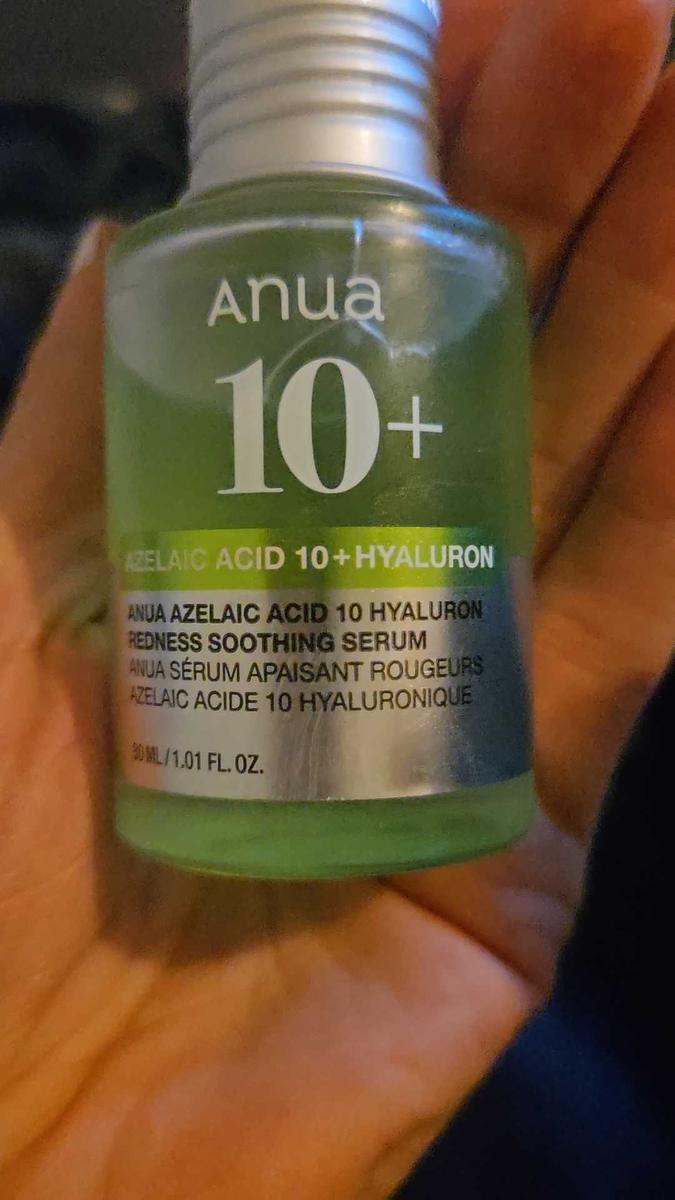 Anua
10+
AZELAIC ACID 10+HYALURON
ANUA AZELAIC ACID 10 HYALURON
REDNESS SOOTHING SERUM
ANUA SÉRUM APAISANT ROUGEURS
AZELAIC ACIDE 10 HYALURONIQUE
30 ML / 1.01 FL. OZ.